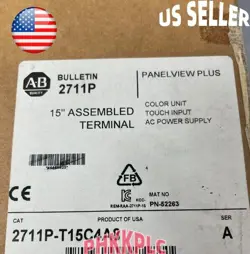 US SELLER
AB
BULLETIN
2711P
PANELVIEW PLUS
15" ASSEMBLED
TERMINAL
COLOR UNIT
TOUCH INPUT
AC POWER SUPPLY
FB
MAT NO
PN-52263
CAT
PRODUCT OF USA
SER
2711P-T15C4A8
A
PHXKPLC